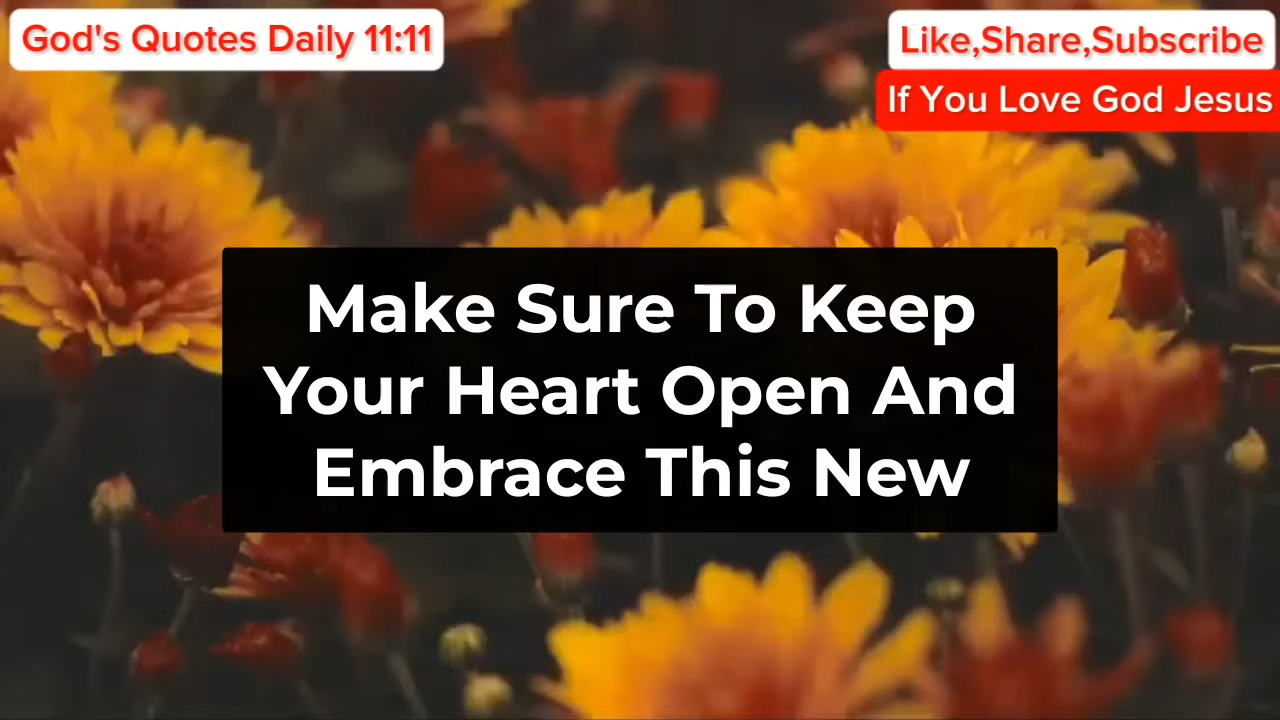 God's Quotes Daily 11:11
Like,Share,Subscribe
If You Love God Jesus
Make Sure To Keep
Your Heart Open And
Embrace This New